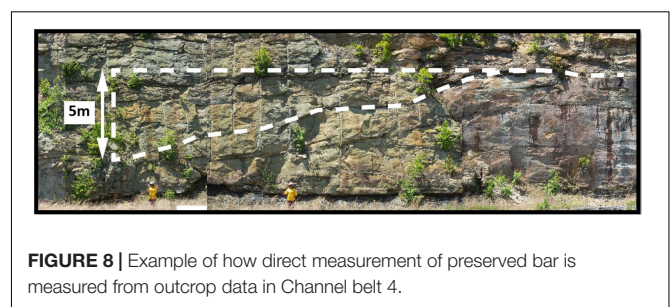 5m
FIGURE 8 | Example of how direct measurement of preserved bar is
measured from outcrop data in Channel belt 4.